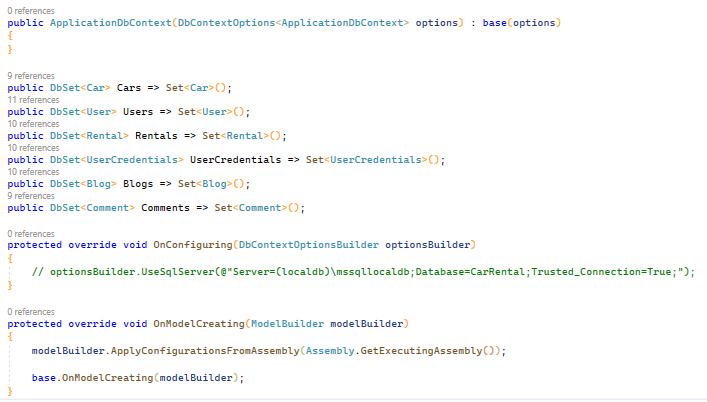 0 references
public ApplicationDbContext(DbContextOptions<ApplicationDbContext> options) : base(options)
{
}
9 references
public DbSet<Car> Cars => Set<Car>();
11 references
public DbSet<User> Users => Set<User>();
10 references
public DbSet<Rental> Rentals => Set<Rental>();
10 references
public DbSet<UserCredentials> UserCredentials => Set<UserCredentials>();
10 references
public DbSet<Blog> Blogs => Set<Blog>();
9 references
public DbSet<Comment> Comments => Set<Comment>();
0 references
protected override void OnConfiguring(DbContextOptionsBuilder optionsBuilder)
{
    // optionsBuilder.UseSqlServer(@"Server=(localdb)\mssqllocaldb;Database=CarRental;Trusted_Connection=True;");
}
0 references
protected override void OnModelCreating(ModelBuilder modelBuilder)
{
    modelBuilder.ApplyConfigurationsFromAssembly(Assembly.GetExecutingAssembly());
    base.OnModelCreating(modelBuilder);
}